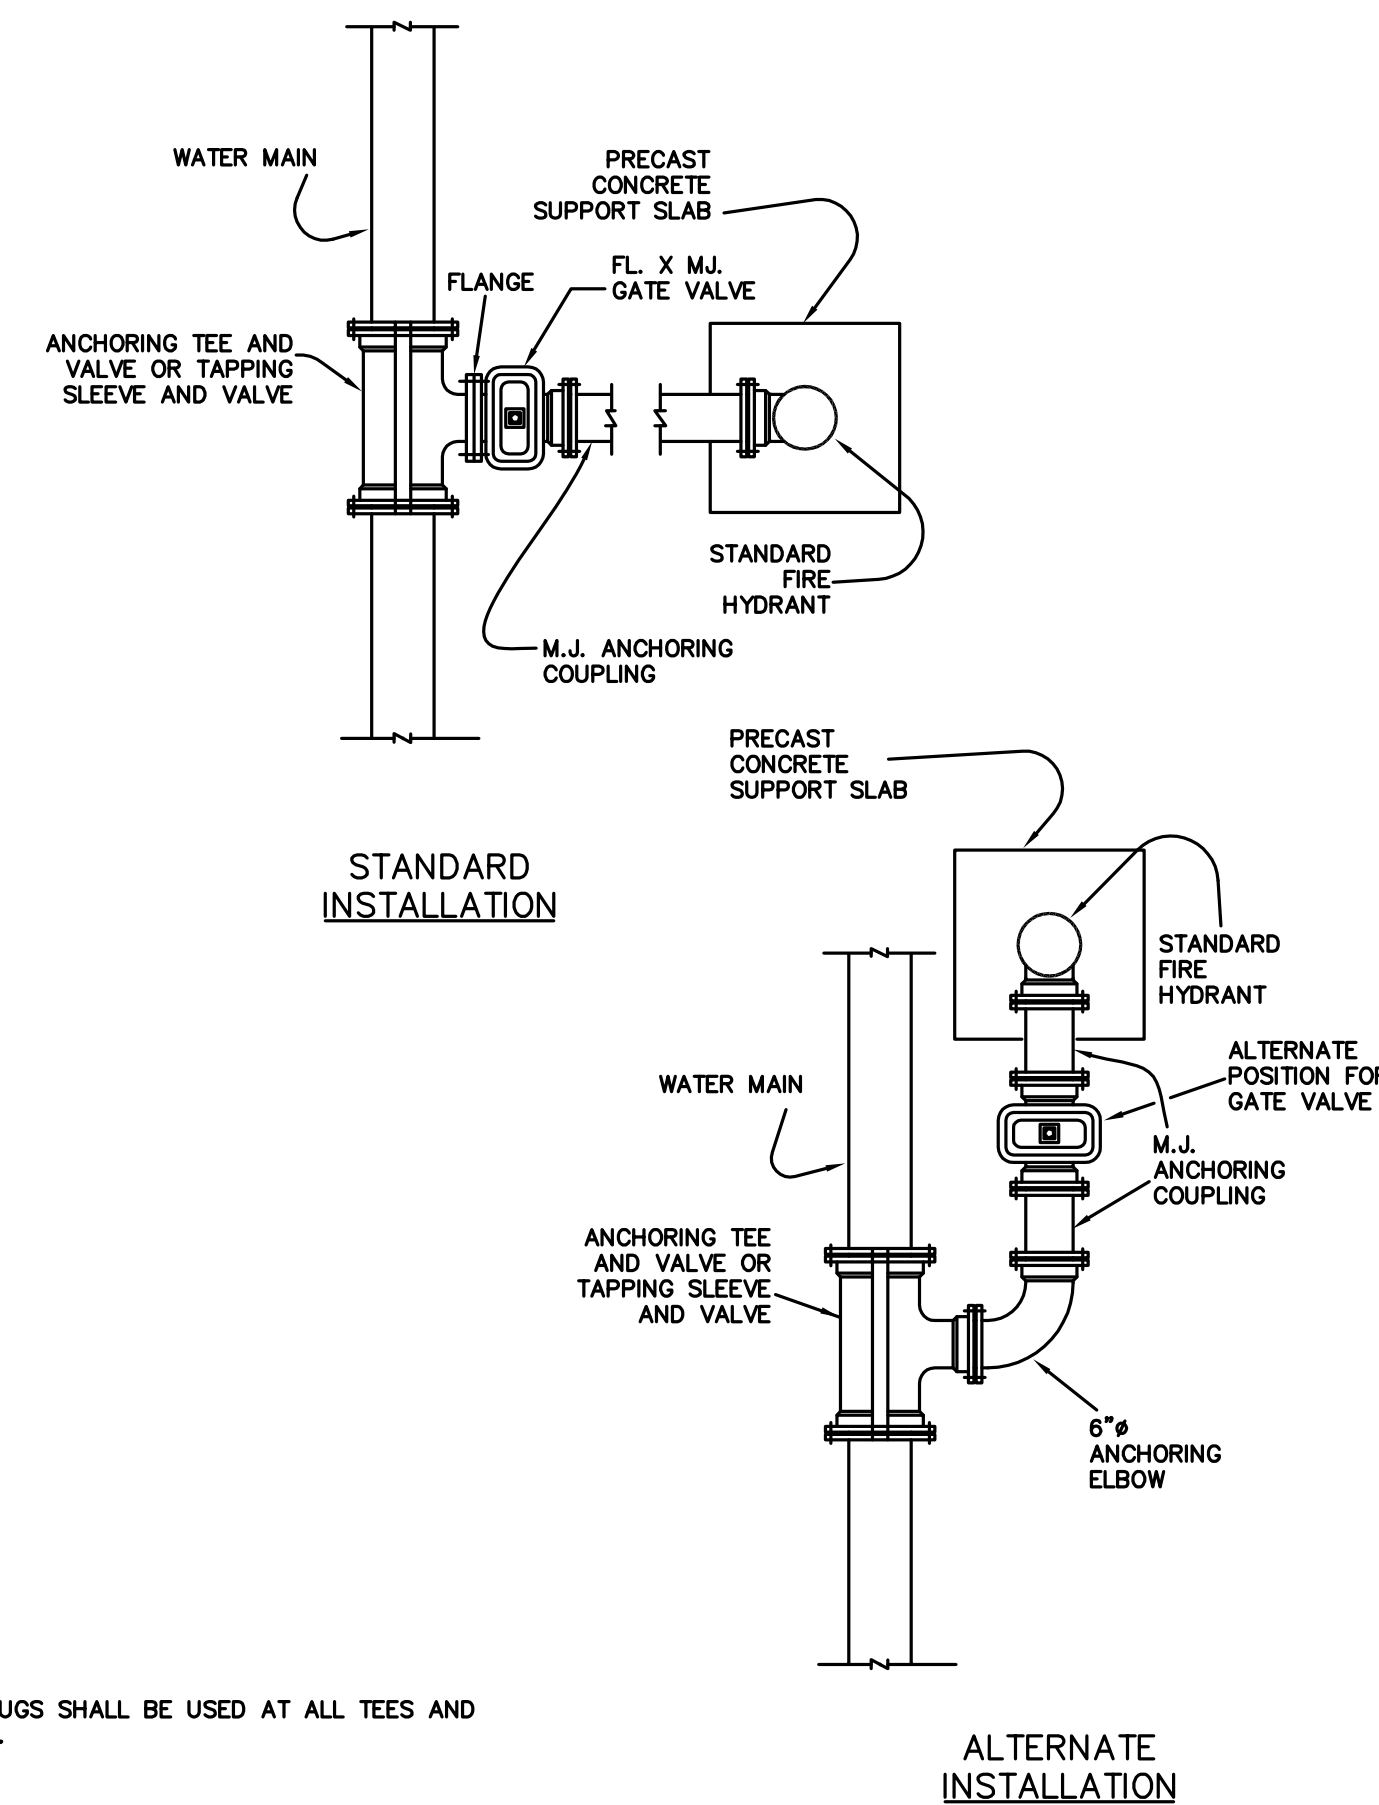 WATER MAIN
PRECAST
CONCRETE
SUPPORT SLAB
FLANGE
FL. X MJ.
GATE VALVE
ANCHORING TEE AND
VALVE OR TAPPING
SLEEVE AND VALVE
STANDARD
FIRE
HYDRANT
M.J. ANCHORING
COUPLING
STANDARD
INSTALLATION
PRECAST
CONCRETE
SUPPORT SLAB
STANDARD
FIRE
HYDRANT
WATER MAIN
ALTERNATE
POSITION FOR
GATE VALVE
M.J.
ANCHORING
COUPLING
ANCHORING TEE
AND VALVE OR
TAPPING SLEEVE
AND VALVE
6"ø
ANCHORING
ELBOW
UGS SHALL BE USED AT ALL TEES AND
.
ALTERNATE
INSTALLATION